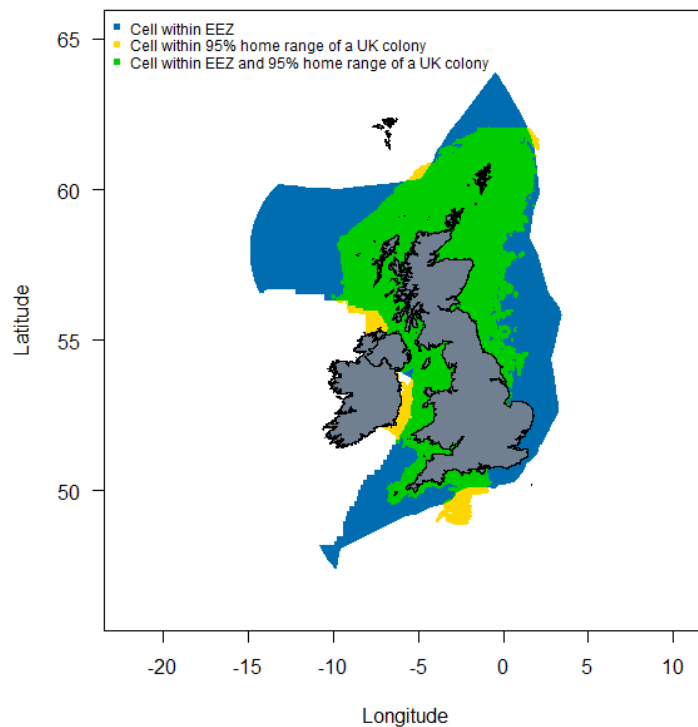 Cell within EEZ
Cell within 95% home range of a UK colony
Cell within EEZ and 95% home range of a UK colony
65
60
55
50
Latitude
-20 -15 -10 -5 0 5 10
Longitude